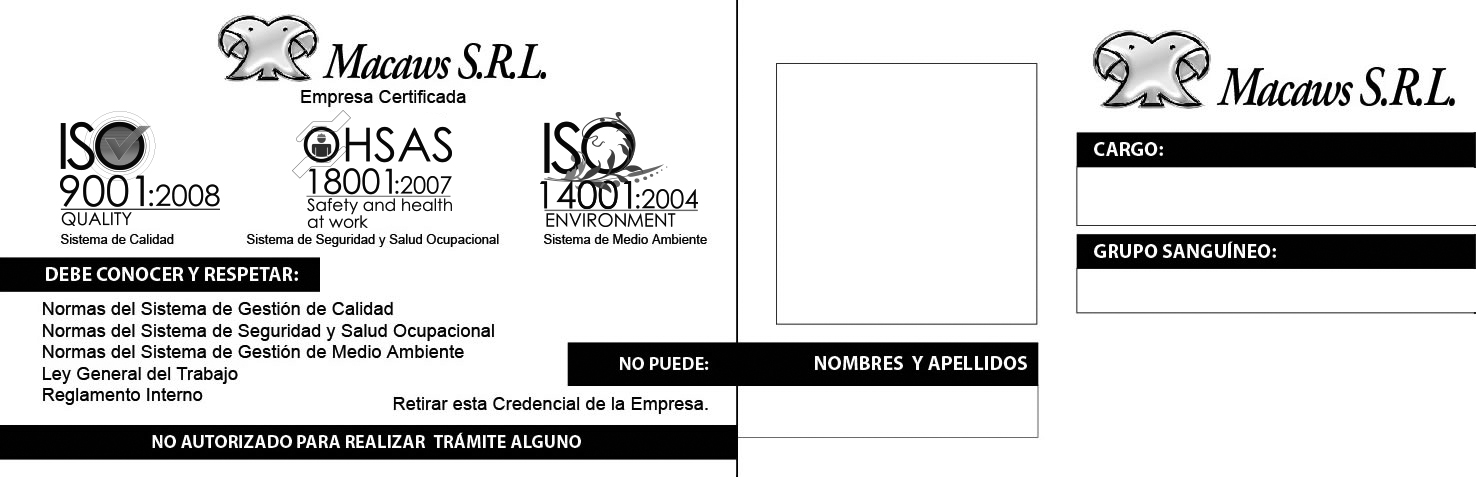 Macaws S.R.L.
Empresa Certificada
ISO
9001:2008
QUALITY
Sistema de Calidad
OHSAS
18001:2007
Safety and health
at work
Sistema de Seguridad y Salud Ocupacional
ISO
14001:2004
ENVIRONMENT
Sistema de Medio Ambiente
DEBE CONOCER Y RESPETAR:
Normas del Sistema de Gestión de Calidad
Normas del Sistema de Seguridad y Salud Ocupacional
Normas del Sistema de Gestión de Medio Ambiente
Ley General del Trabajo
Reglamento Interno
NO PUEDE:
Retirar esta Credencial de la Empresa.
NO AUTORIZADO PARA REALIZAR TRÁMITE ALGUNO
NOMBRES Y APELLIDOS
Macaws S.R.L.
CARGO:
GRUPO SANGUÍNEO: